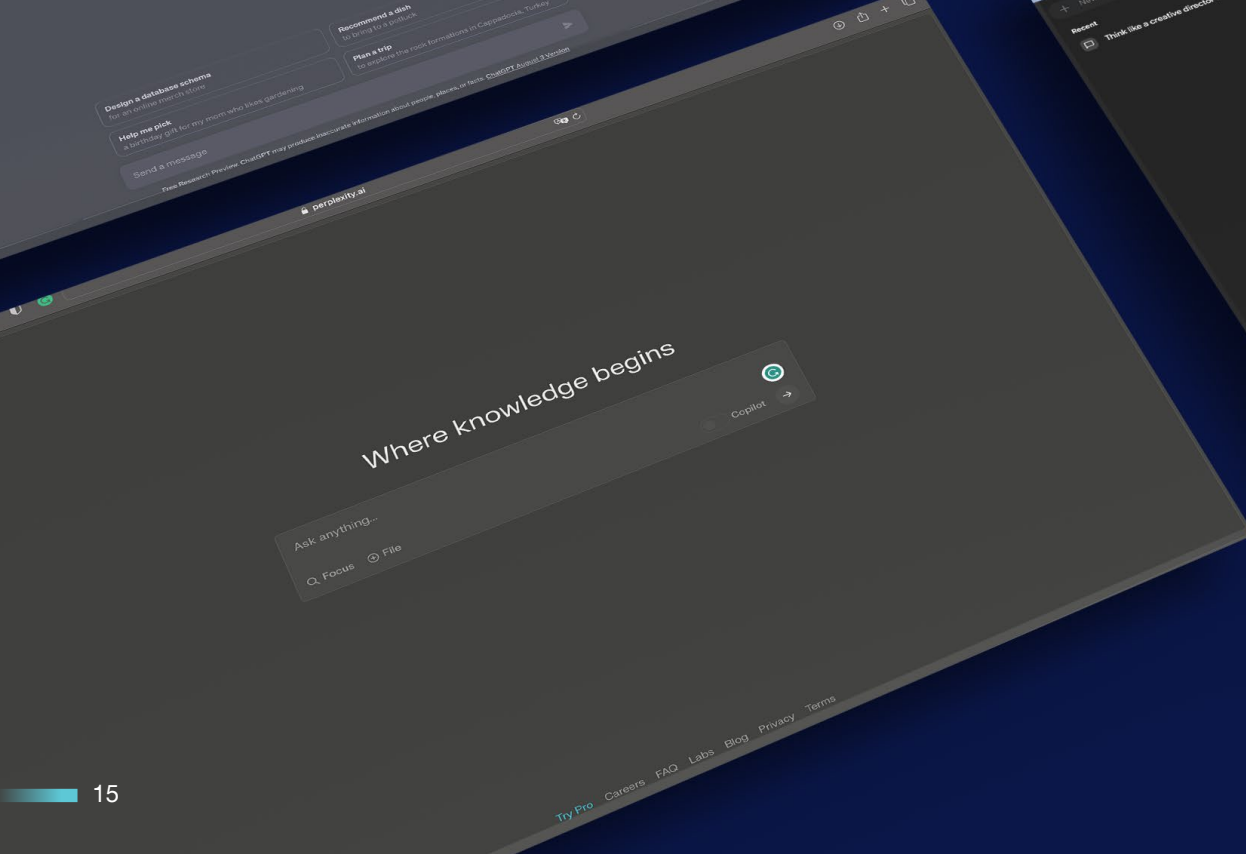 Recommend a dish
to bring to a potluck
Design a database schema
for an online merch store
Plan a trip
to explore the rock formations in Cappadocia, Turkey
Help me pick
a birthday gift for my mom who likes gardening
Send a message
Free Research Preview. ChatGPT may produce inaccurate information about people, places, or facts. ChatGPT August 3 Version
Recent
Think like a creative director
perplexity.ai
Where knowledge begins
Ask anything...
Focus
File
Copilot
Try Pro
Careers
FAQ
Labs
Blog
Privacy
Terms
15